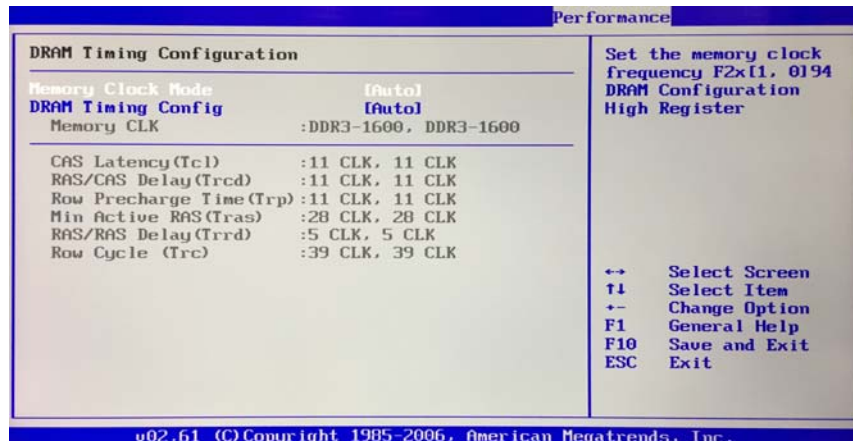 Performance
DRAM Timing Configuration
Memory Clock Mode [Auto]
DRAM Timing Config [Auto]
Memory CLK :DDR3-1600, DDR3-1600
CAS Latency(Tcl) :11 CLK, 11 CLK
RAS/CAS Delay(Trcd) :11 CLK, 11 CLK
Row Precharge Time(Trp):11 CLK, 11 CLK
Min Active RAS(Tras) :28 CLK, 28 CLK
RAS/RAS Delay(Trrd) :5 CLK, 5 CLK
Row Cycle (Trc) :39 CLK, 39 CLK
Set the memory clock
frequency F2x[1, 0]94
DRAM Configuration
High Register
↔ Select Screen
↑↓ Select Item
+- Change Option
F1 General Help
F10 Save and Exit
ESC Exit
v02.61 (C)Copyright 1985-2006, American Megatrends, Inc.